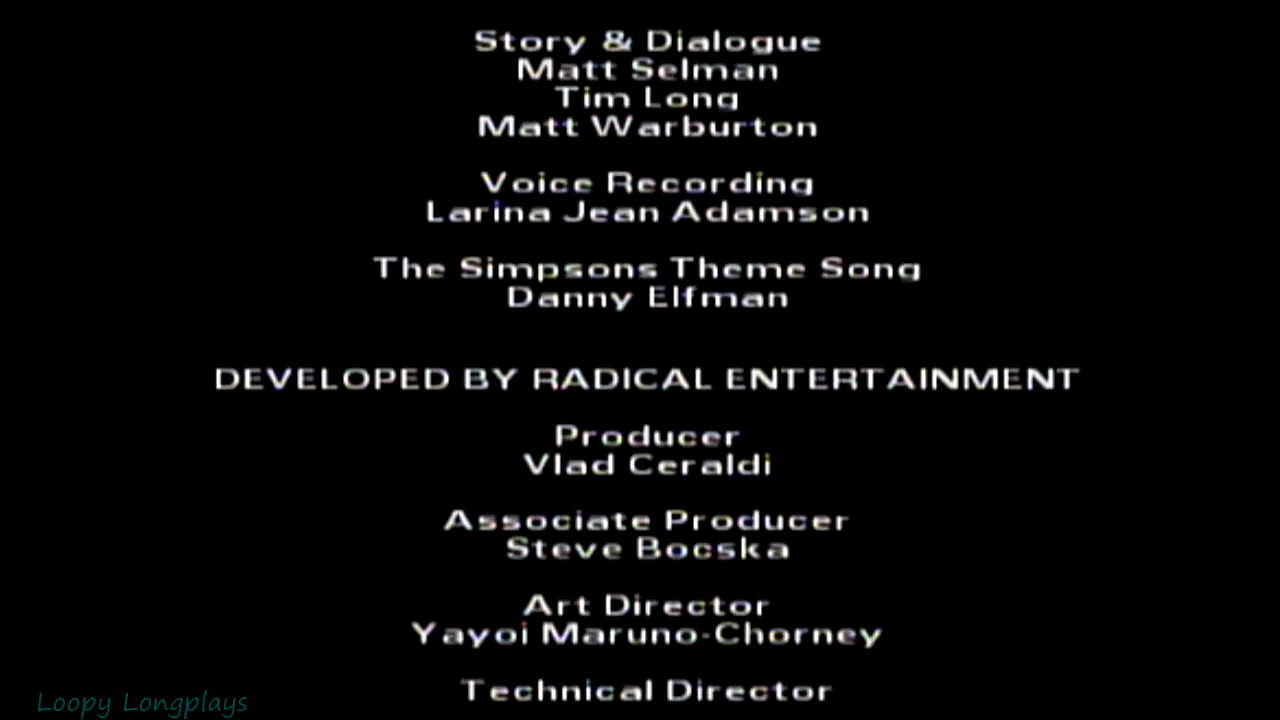 Story & Dialogue
Matt Selman
Tim Long
Matt Warburton
Voice Recording
Larina Jean Adamson
The Simpsons Theme Song
Danny Elfman
DEVELOPED BY RADICAL ENTERTAINMENT
Producer
Vlad Ceraldi
Associate Producer
Steve Bocska
Art Director
Yayoi Maruno-Chorney
Technical Director
Loopy Longplays